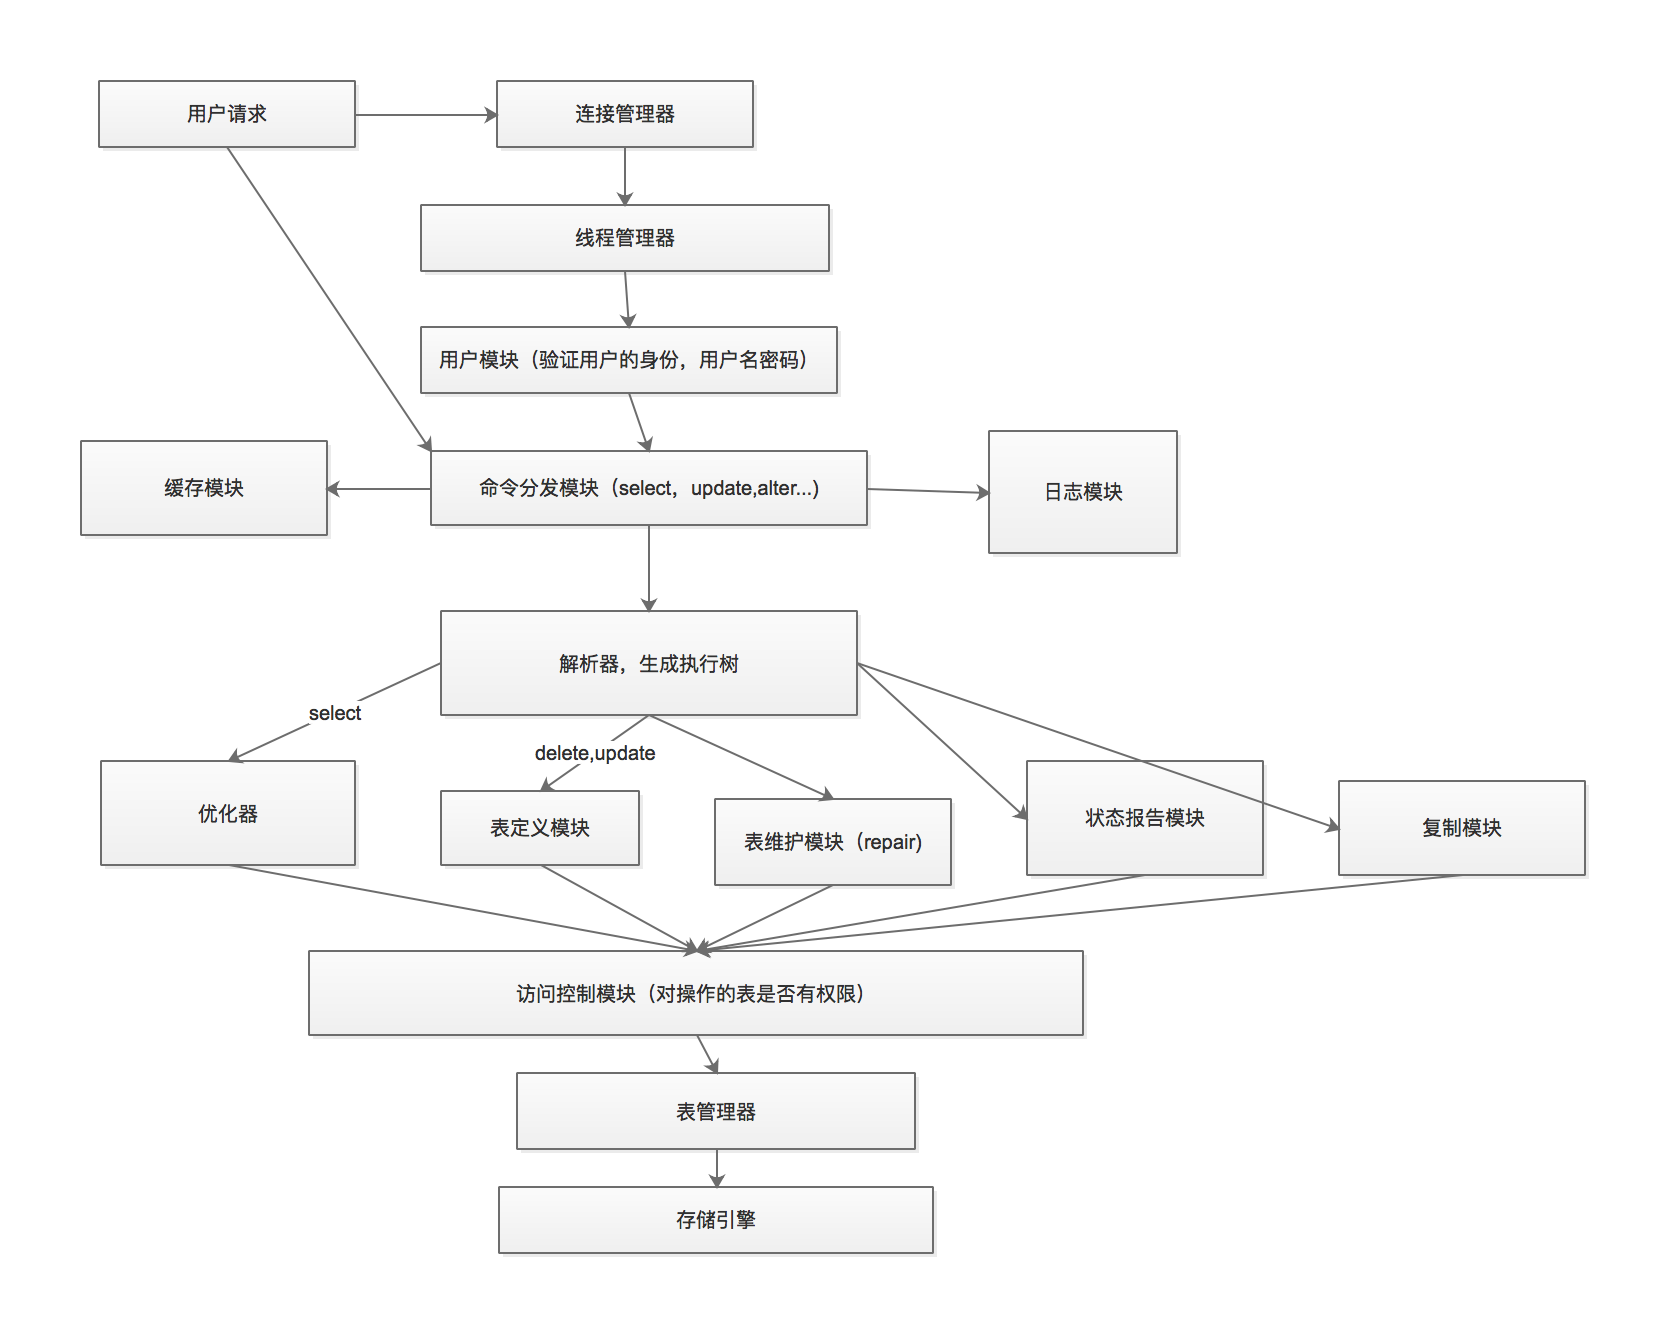 用户请求
连接管理器
线程管理器
用户模块（验证用户的身份，用户名密码）
缓存模块
命令分发模块（select，update,alter...)
日志模块
解析器，生成执行树
select
delete,update
优化器
表定义模块
表维护模块（repair)
状态报告模块
复制模块
访问控制模块（对操作的表是否有权限）
表管理器
存储引擎